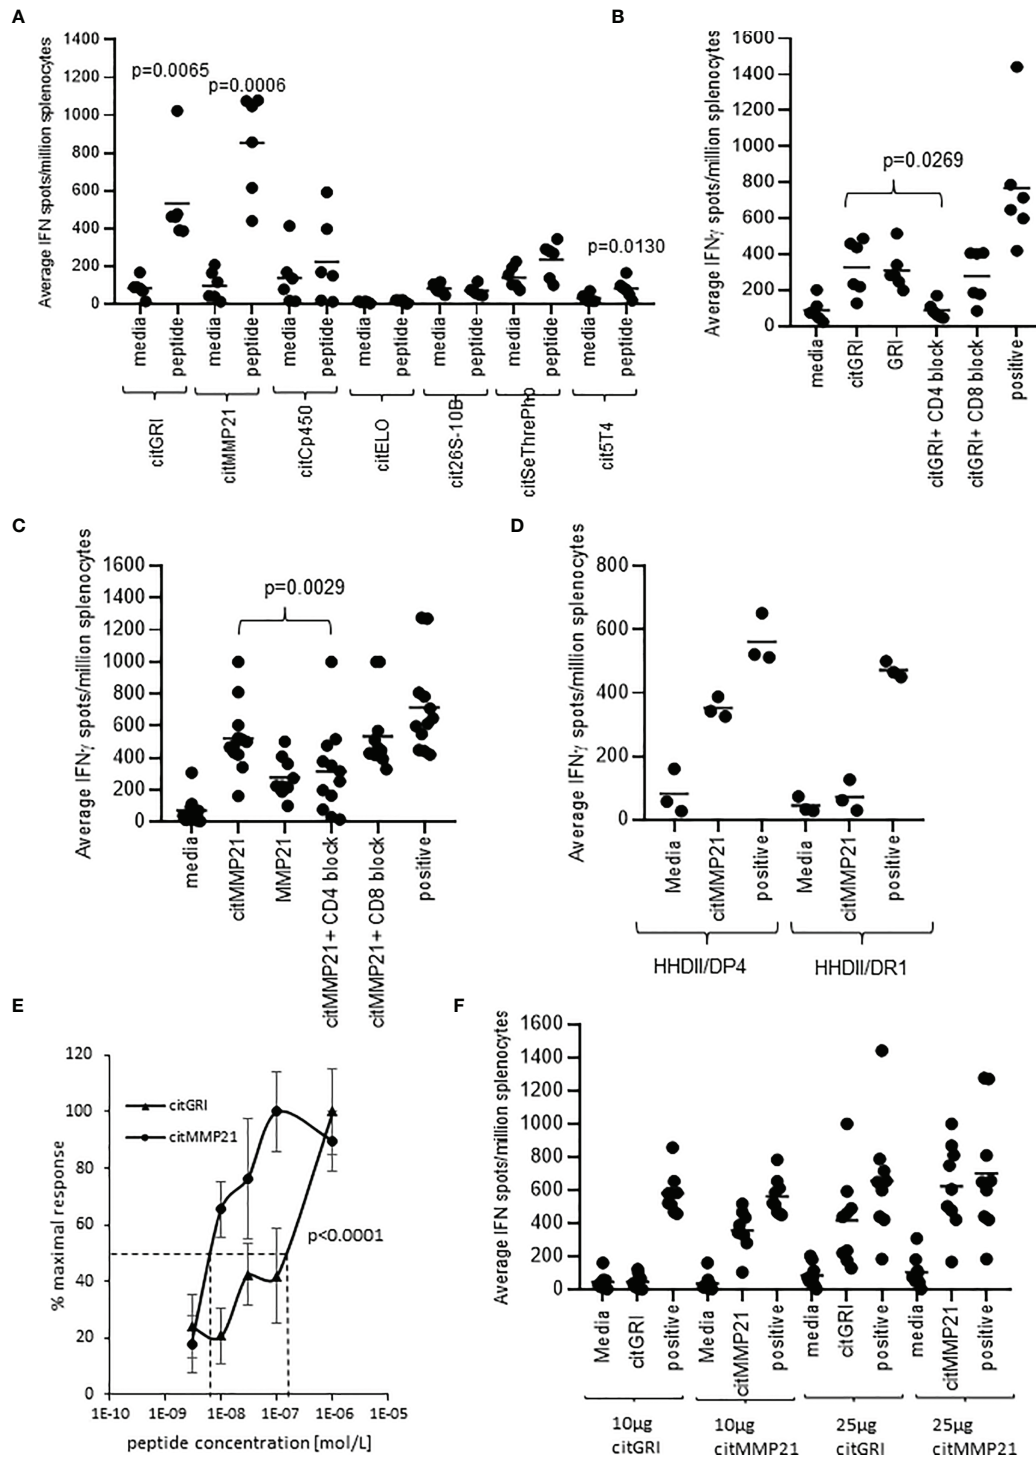 A
Average IFN spots/million splenocytes
1400
1200
1000
800
600
400
200
0
p=0.0065
p=0.0006
p=0.0130
media
peptide
media
peptide
media
peptide
media
peptide
media
peptide
media
peptide
media
peptide
citGRI
citMMP21
citCp450
citELO
cit26S-10B
citSeThrePho
cit5T4
B
Average IFNγ spots/million splenocytes
1600
1400
1200
1000
800
600
400
200
0
p=0.0269
media
citGRI
GRI
citGRI+ CD4 block
citGRI+ CD8 block
positive
C
Average IFNγ spots/million splenocytes
1600
1400
1200
1000
800
600
400
200
0
p=0.0029
media
citMMP21
MMP21
citMMP21+ CD4 block
citMMP21+ CD8 block
positive
D
Average IFNγ spots/million splenocytes
800
600
400
200
0
Media
citMMP21
positive
Media
citMMP21
positive
HHDII/DP4
HHDII/DR1
E
% maximal response
120
100
80
60
40
20
0
citGRI
citMMP21
p<0.0001
1E-10
1E-09
1E-08
1E-07
1E-06
1E-05
peptide concentration [mol/L]
F
Average IFN spots/million splenocytes
1600
1400
1200
1000
800
600
400
200
0
Media
citGRI
positive
Media
citMMP21
positive
media
citGRI
positive
media
citMMP21
positive
10µg
citGRI
10µg
citMMP21
25µg
citGRI
25µg
citMMP21